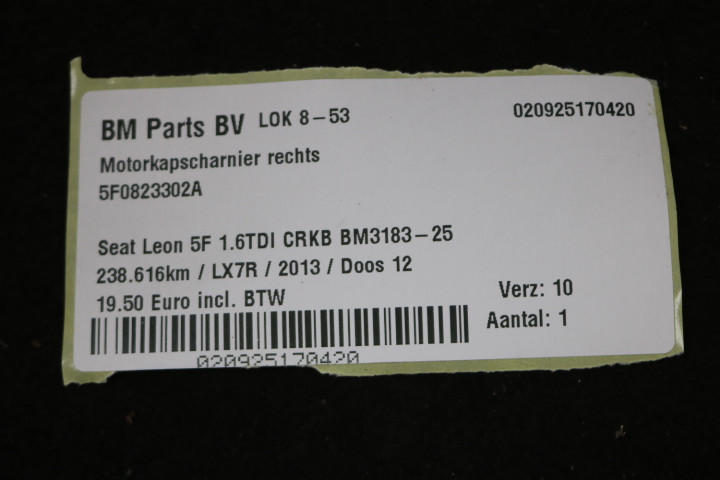 BM Parts BV LOK 8-53 020925170420
Motorkapscharnier rechts
5F0823302A
Seat Leon 5F 1.6TDI CRKB BM3183-25
238.616km / LX7R / 2013 / Doos 12
19.50 Euro incl. BTW Verz: 10
Aantal: 1
020925170420